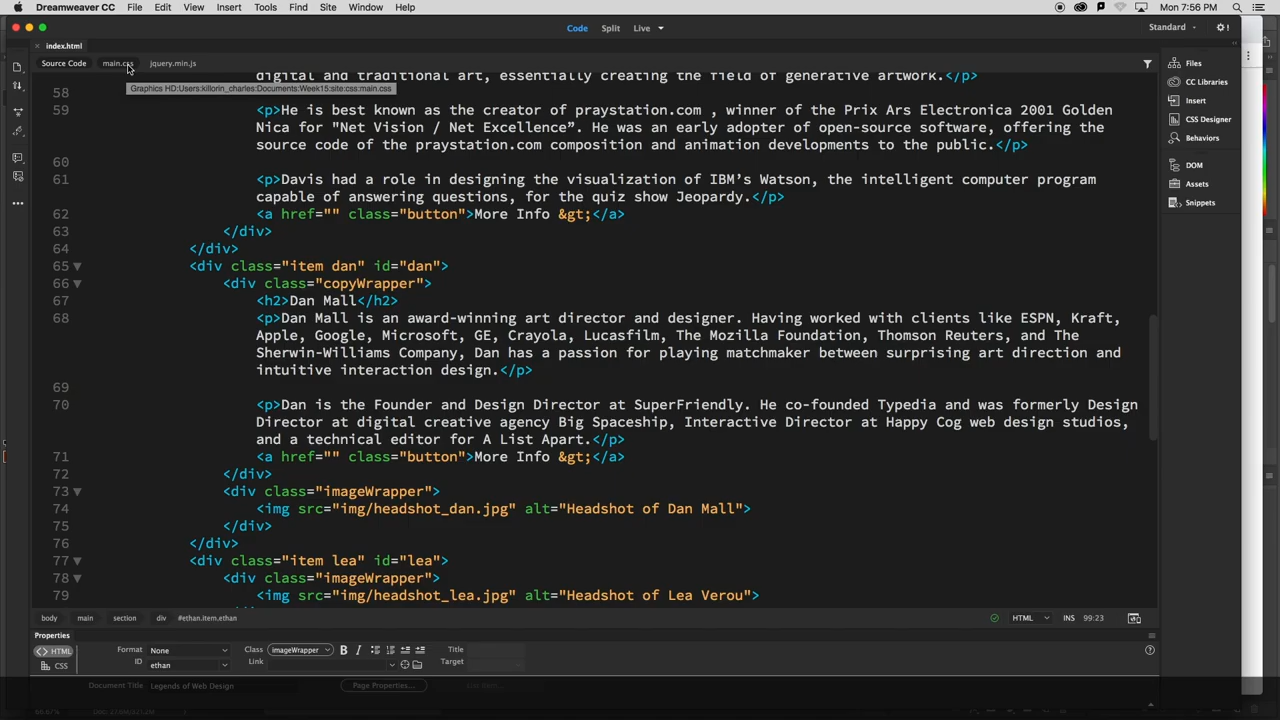 Dreamweaver CC File Edit View Insert Tools Find Site Window Help
Mon 7:56 PM
Code Split Live
Standard
index.html
Source Code main.css jquery.min.js
Graphics HD:Users:killorin_charles:Documents:Week15:site:css:main.css
digital and traditional art, essentially creating the field of generative artwork.</p>
58
59 <p>He is best known as the creator of praystation.com , winner of the Prix Ars Electronica 2001 Golden
Nica for "Net Vision / Net Excellence”. He was an early adopter of open-source software, offering the
source code of the praystation.com composition and animation developments to the public.</p>
60
61 <p>Davis had a role in designing the visualization of IBM’s Watson, the intelligent computer program
capable of answering questions, for the quiz show Jeopardy.</p>
62 <a href="" class="button">More Info &gt;</a>
63 </div>
64 </div>
65 <div class="item dan" id="dan">
66 <div class="copyWrapper">
67 <h2>Dan Mall</h2>
68 <p>Dan Mall is an award-winning art director and designer. Having worked with clients like ESPN, Kraft,
Apple, Google, Microsoft, GE, Crayola, Lucasfilm, The Mozilla Foundation, Thomson Reuters, and The
Sherwin-Williams Company, Dan has a passion for playing matchmaker between surprising art direction and
intuitive interaction design.</p>
69
70 <p>Dan is the Founder and Design Director at SuperFriendly. He co-founded Typedia and was formerly Design
Director at digital creative agency Big Spaceship, Interactive Director at Happy Cog web design studios,
and a technical editor for A List Apart.</p>
71 <a href="" class="button">More Info &gt;</a>
72 </div>
73 <div class="imageWrapper">
74 <img src="img/headshot_dan.jpg" alt="Headshot of Dan Mall">
75 </div>
76 </div>
77 <div class="item lea" id="lea">
78 <div class="imageWrapper">
79 <img src="img/headshot_lea.jpg" alt="Headshot of Lea Verou">
Files
CC Libraries
Insert
CSS Designer
Behaviors
DOM
Assets
Snippets
body main section div #ethan.item.ethan
HTML INS 99:23
Properties
<> HTML Format None Class imageWrapper B I Title
CSS ID ethan Link Target
Document Title Legends of Web Design Page Properties...